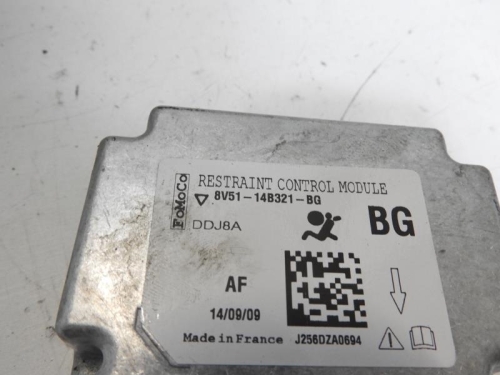 FoMoCo
RESTRAINT CONTROL MODULE
8V51-14B321-BG
DDJ8A
BG
AF
14/09/09
Made in France
J256DZA0694